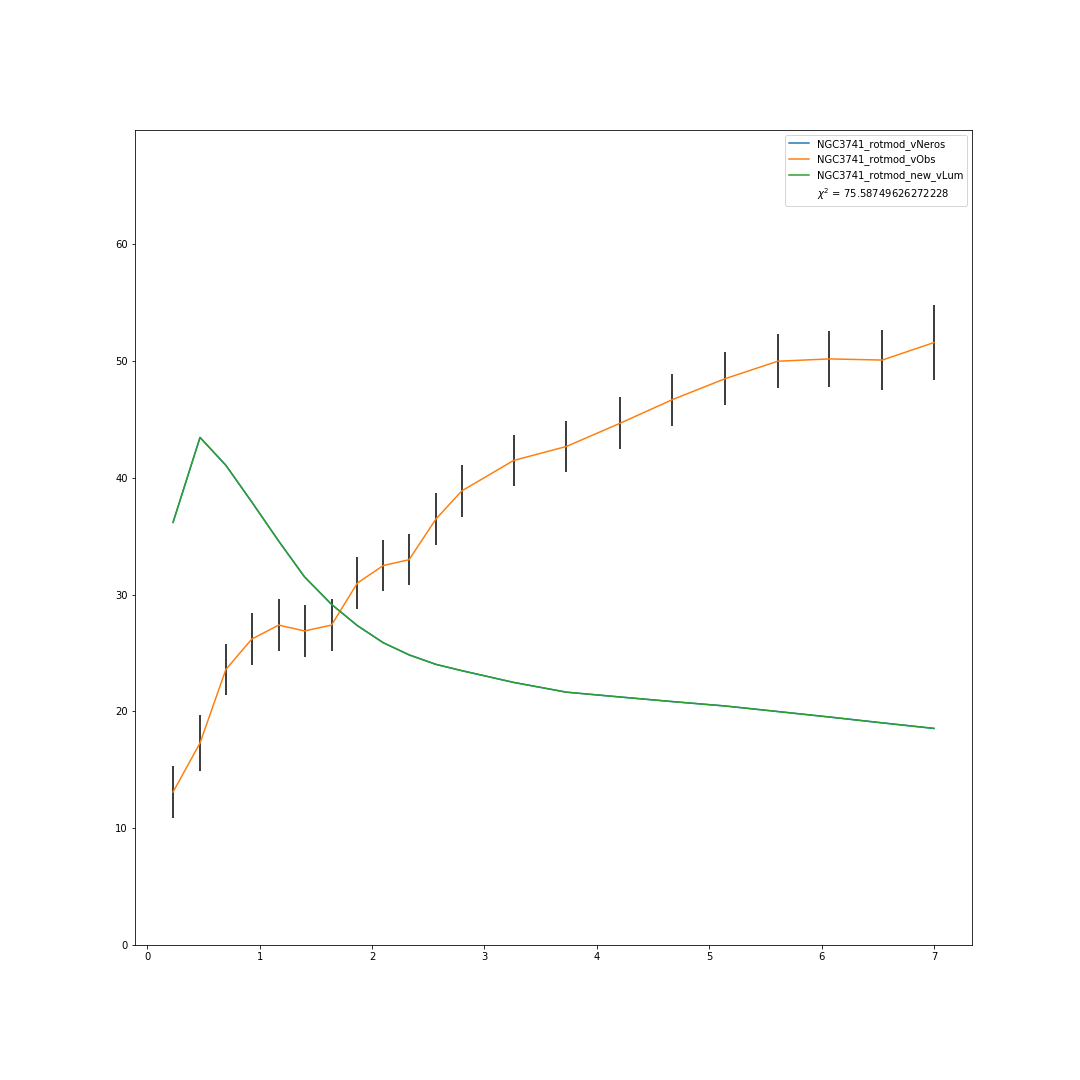 NGC3741_rotmod_vNeros
NGC3741_rotmod_vObs
NGC3741_rotmod_new_vLum
χ² = 75.58749626272228
60
50
40
30
20
10
0
0 1 2 3 4 5 6 7